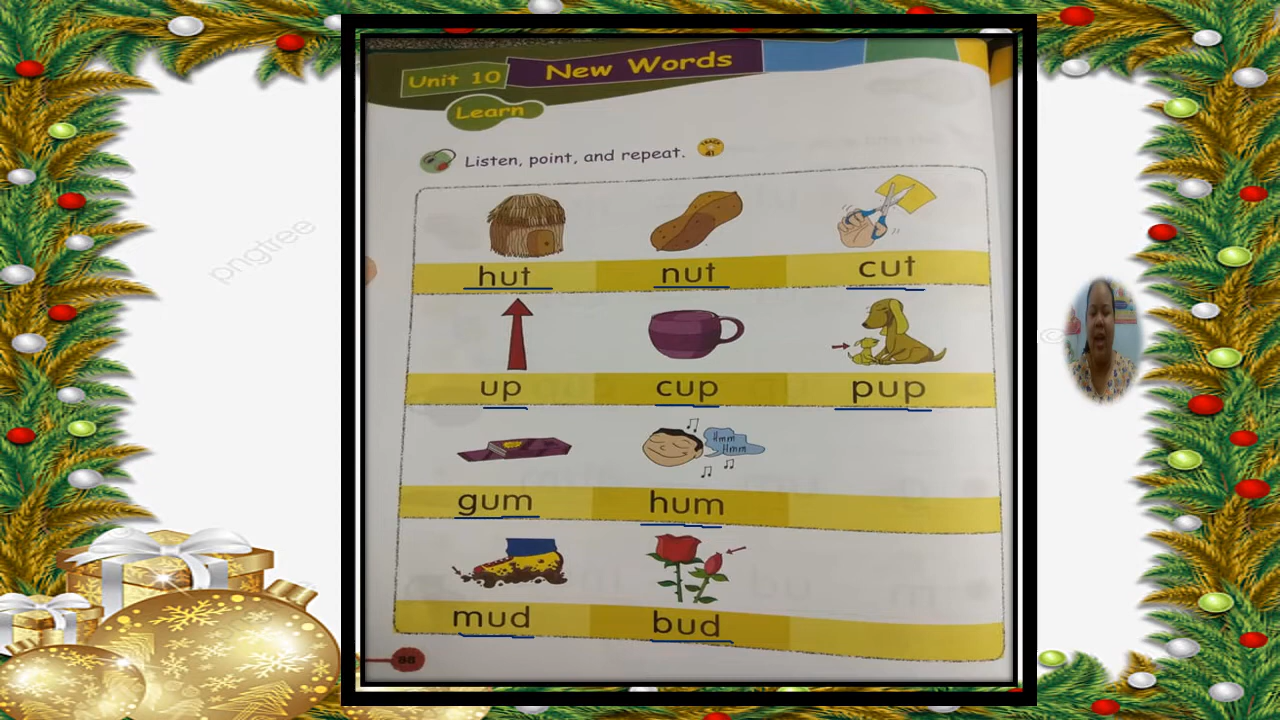 Unit 10 New Words
Learn
Listen, point, and repeat.
hut nut cut
up cup pup
Hmm
Hmm
gum hum
mud bud
pngtree